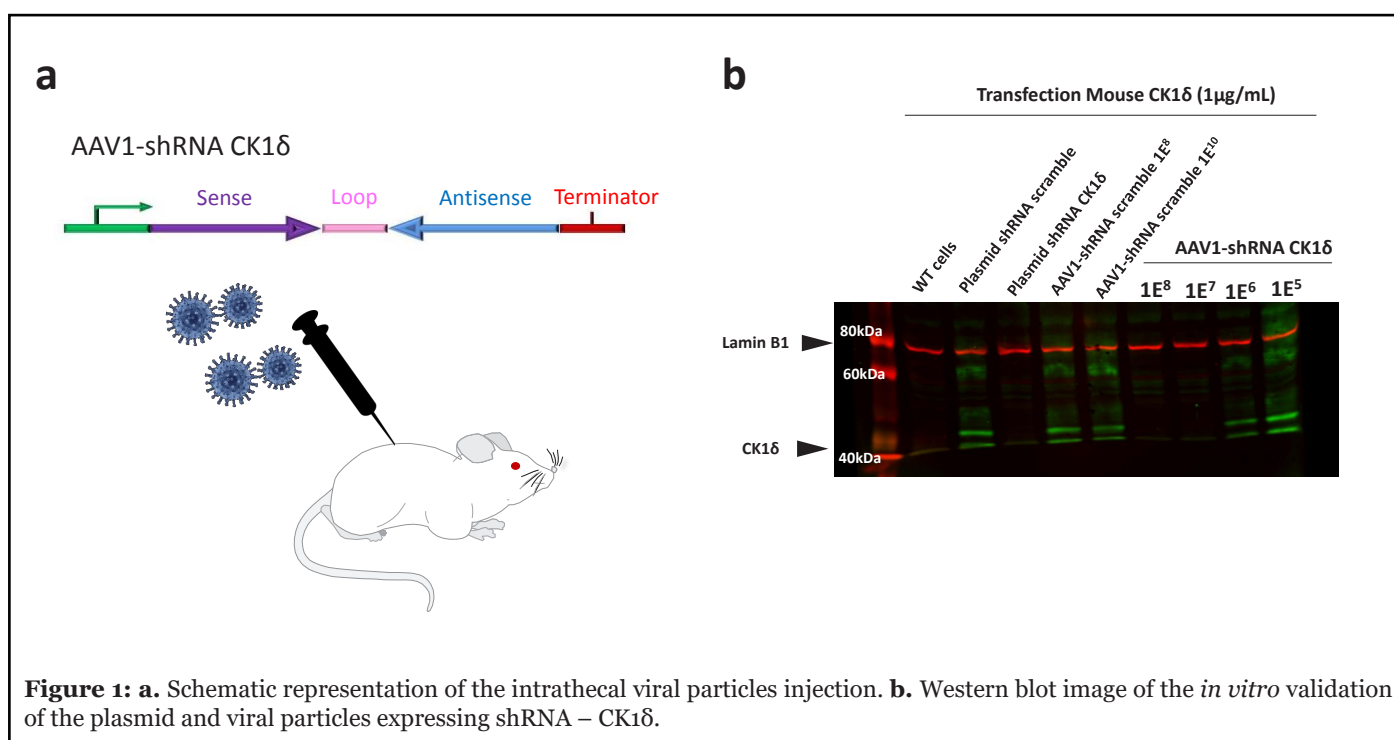 a
AAV1-shRNA CK1δ
Sense
Loop
Antisense
Terminator
b
Transfection Mouse CK1δ (1µg/mL)
WT cells
Plasmid shRNA scramble
Plasmid shRNA CK1δ
AAV1-shRNA scramble 1E⁸
AAV1-shRNA scramble 1E¹⁰
AAV1-shRNA CK1δ
1E⁸ 1E⁷ 1E⁶ 1E⁵
Lamin B1
80kDa
60kDa
CK1δ
40kDa
Figure 1: a. Schematic representation of the intrathecal viral particles injection. b. Western blot image of the in vitro validation
of the plasmid and viral particles expressing shRNA – CK1δ.